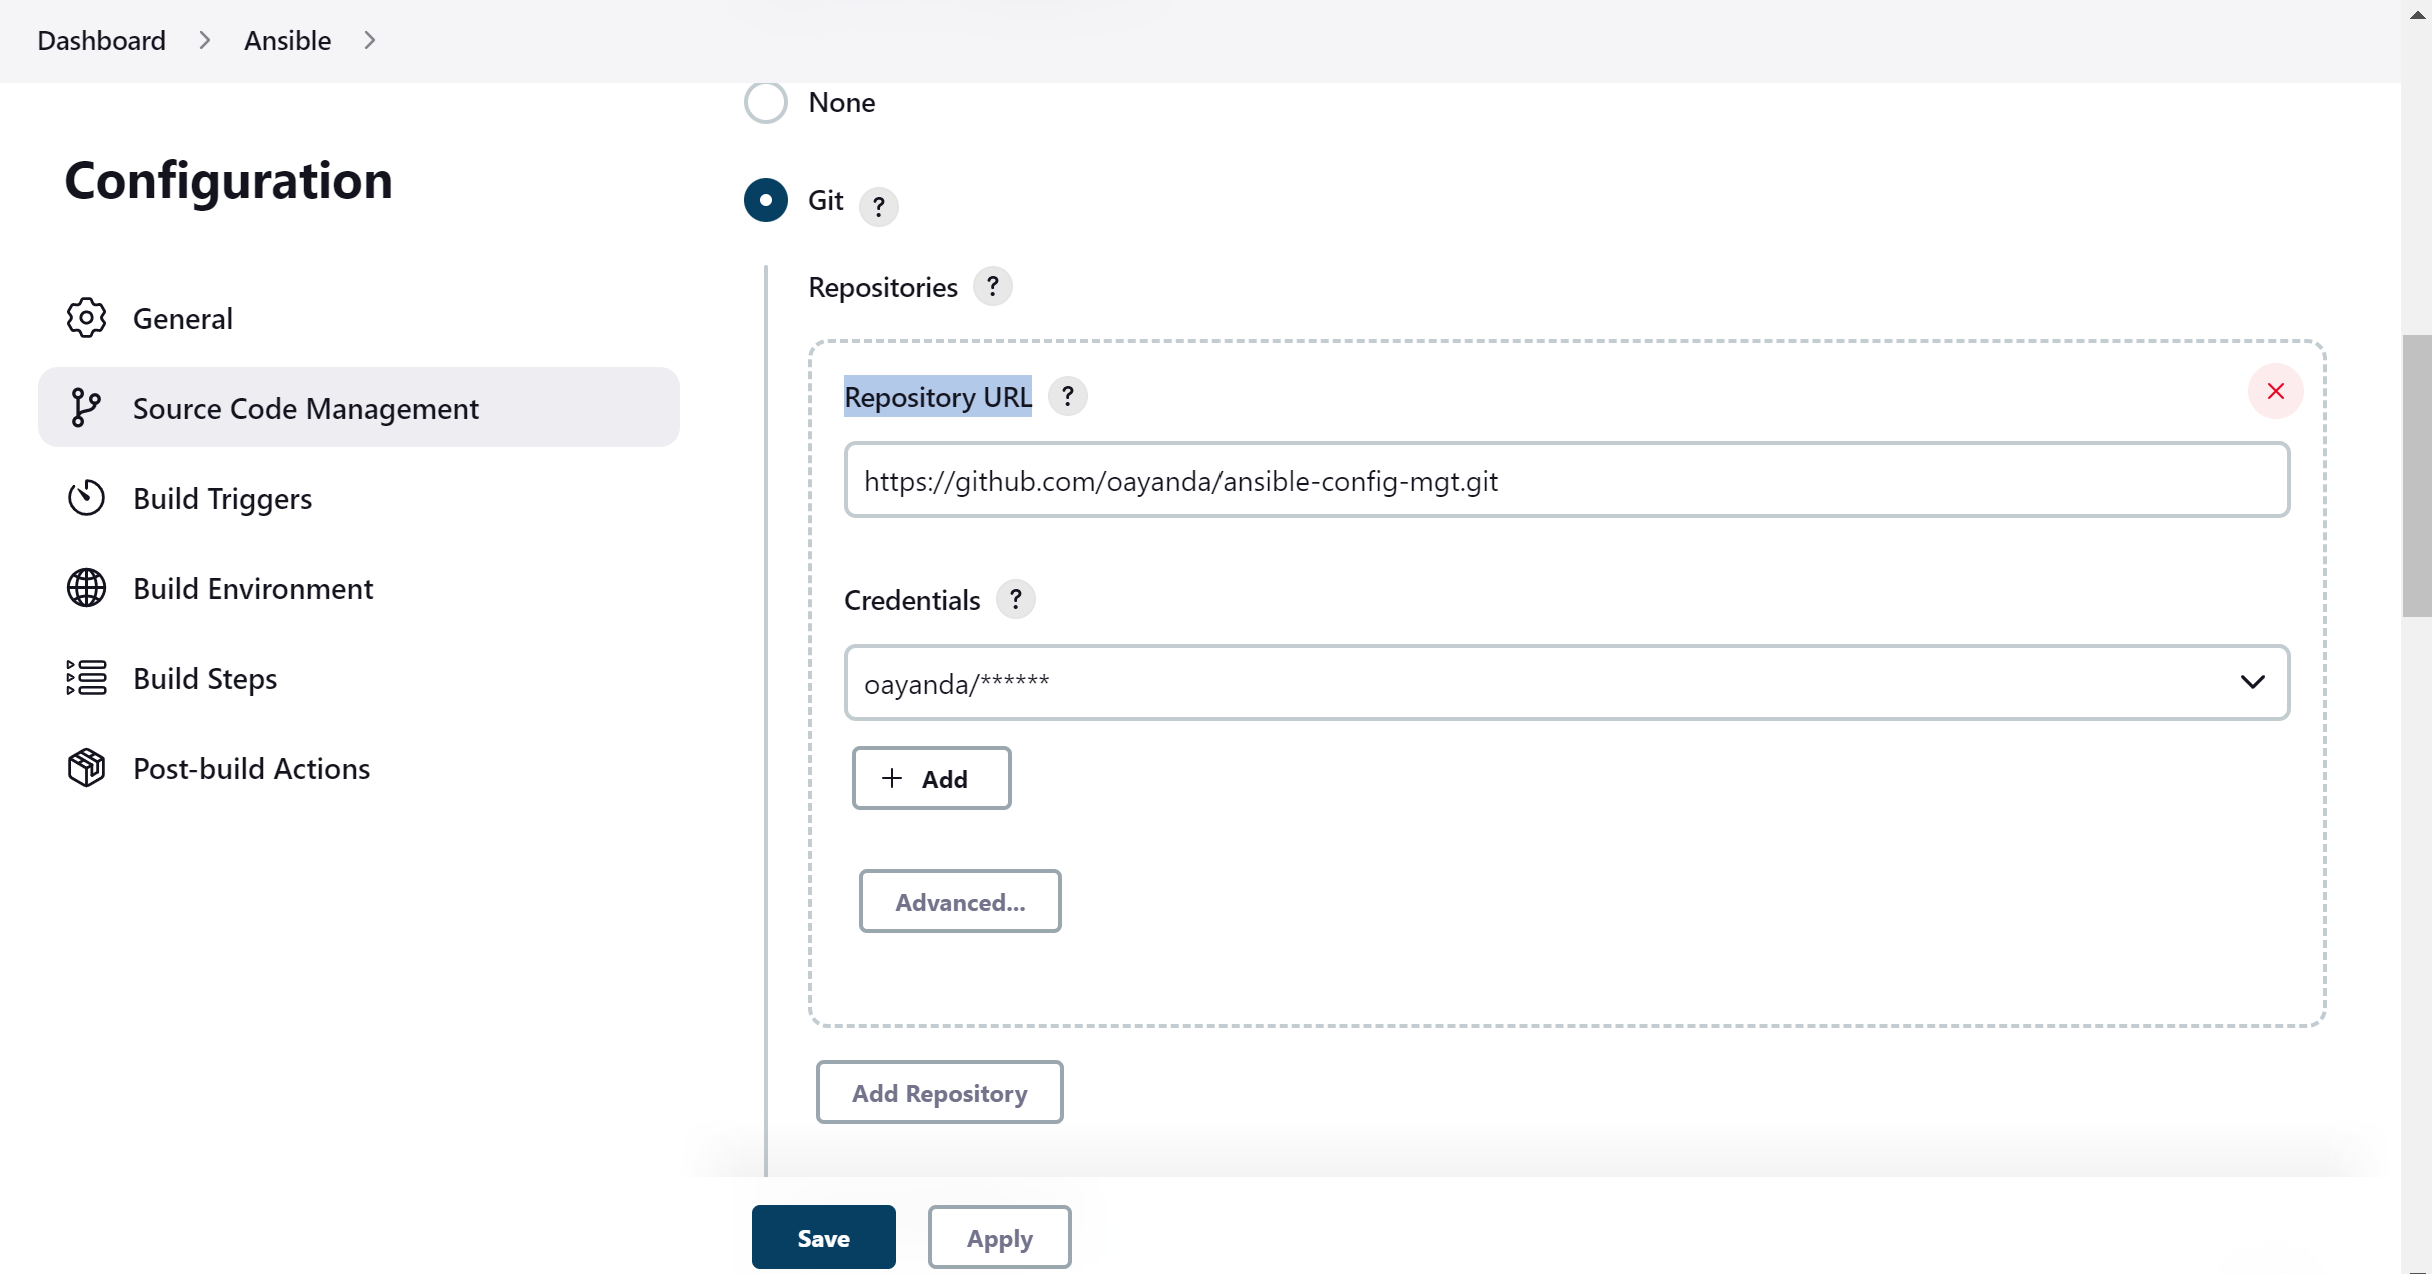 Dashboard > Ansible >
Configuration
General
Source Code Management
Build Triggers
Build Environment
Build Steps
Post-build Actions
None
Git ?
Repositories ?
Repository URL ?
https://github.com/oayanda/ansible-config-mgt.git
Credentials ?
oayanda/******
+ Add
Advanced...
Add Repository
Save
Apply